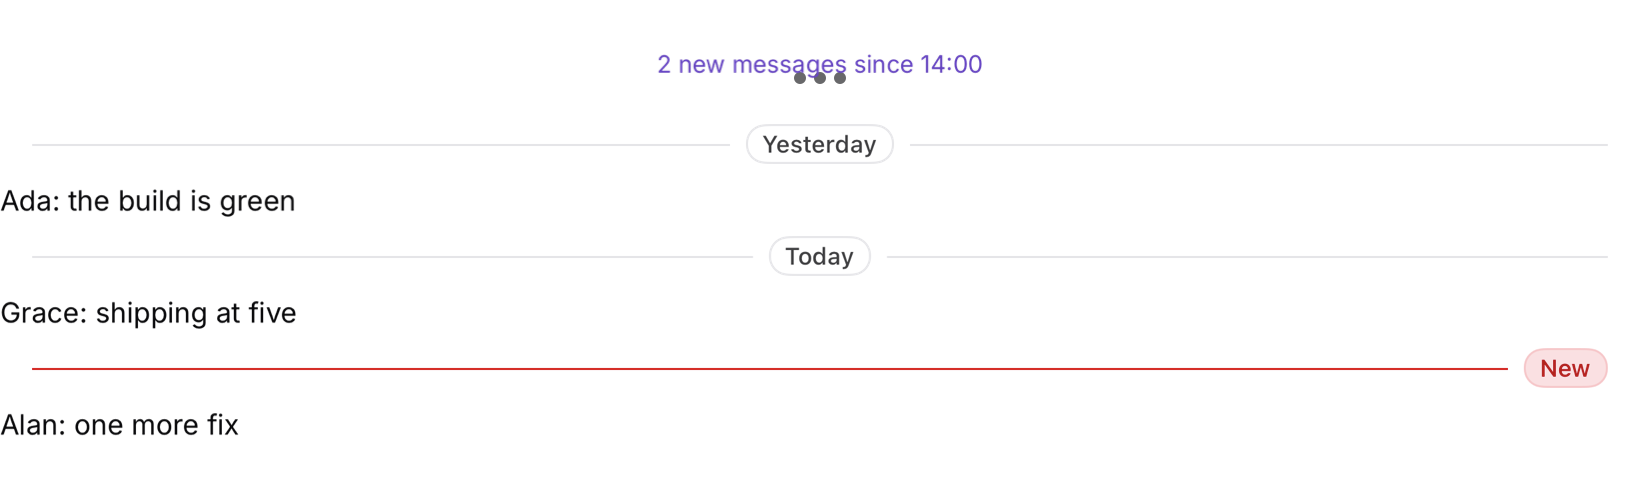 2 new messages since 14:00
Yesterday
Ada: the build is green
Today
Grace: shipping at five
New
Alan: one more fix